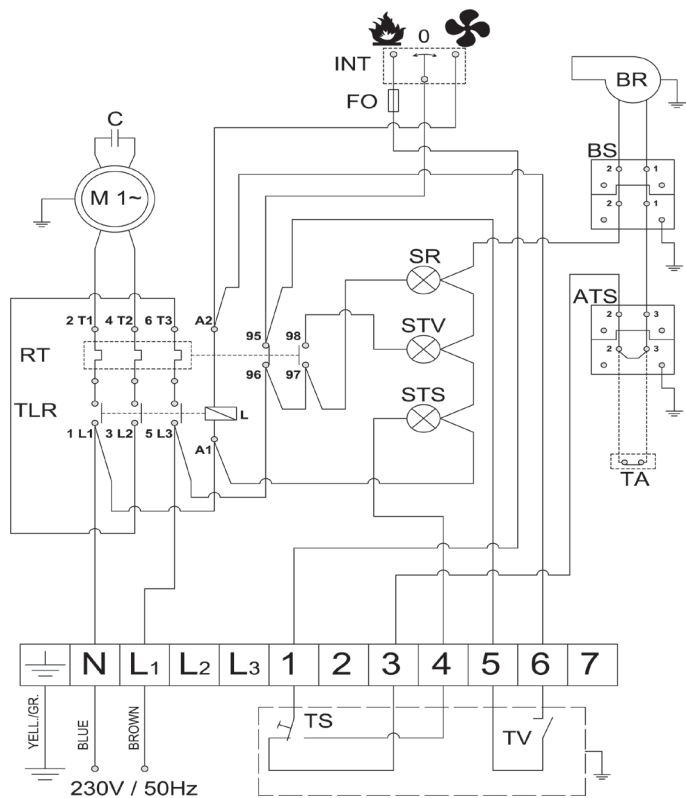 0
INT
FO
BR
C
BS
2 1
M 1~
2 1
SR
ATS
2 T1 4 T2 6 T3 A2 95 98
2 3
STV
RT
2 3
96 97
STS
TLR
L
1 L1 3 L2 5 L3 A1
TA
N L1 L2 L3 1 2 3 4 5 6 7
YELL./GR.
BLUE
BROWN
TS
TV
230V / 50Hz